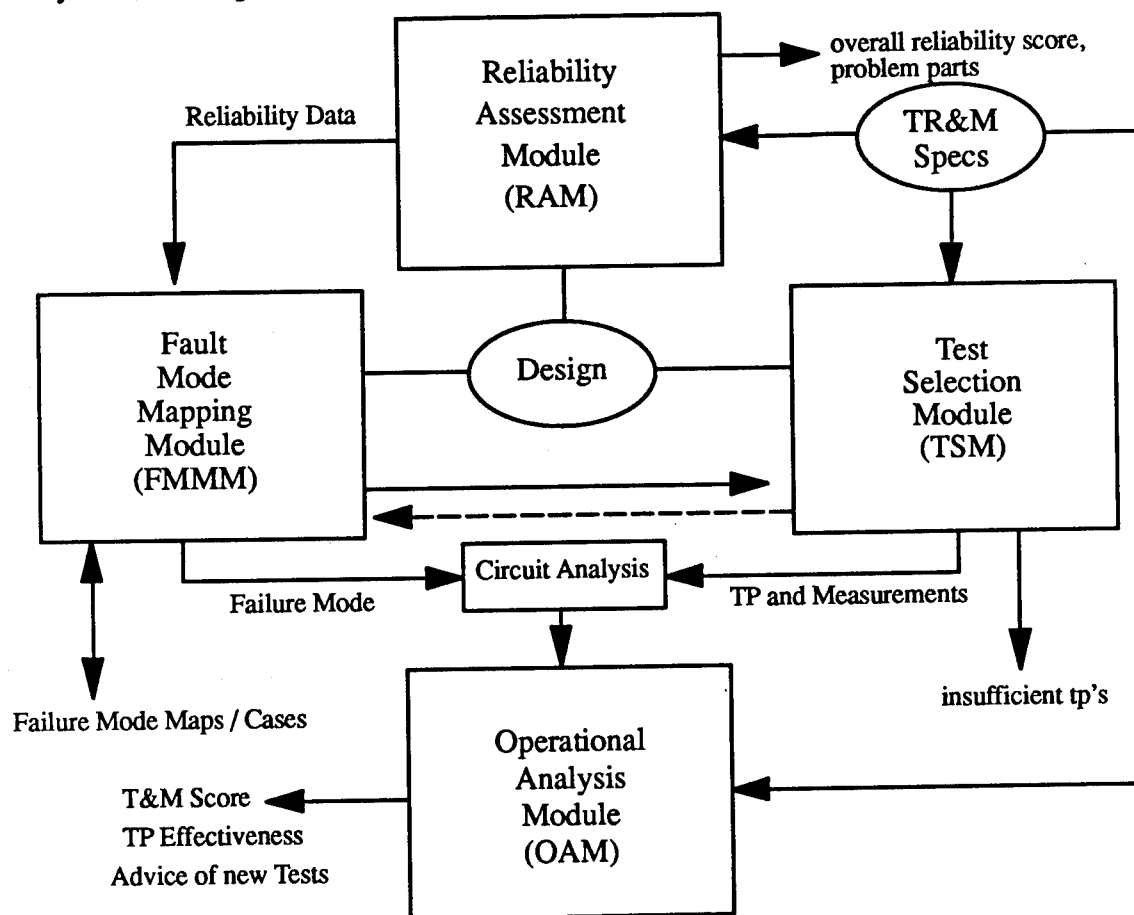 overall reliability score,
problem parts
Reliability
Assessment
Module
(RAM)
Reliability Data
TR&M
Specs
Fault
Mode
Mapping
Module
(FMMM)
Design
Test
Selection
Module
(TSM)
Circuit Analysis
Failure Mode
TP and Measurements
insufficient tp's
Failure Mode Maps / Cases
Operational
Analysis
Module
(OAM)
T&M Score
TP Effectiveness
Advice of new Tests